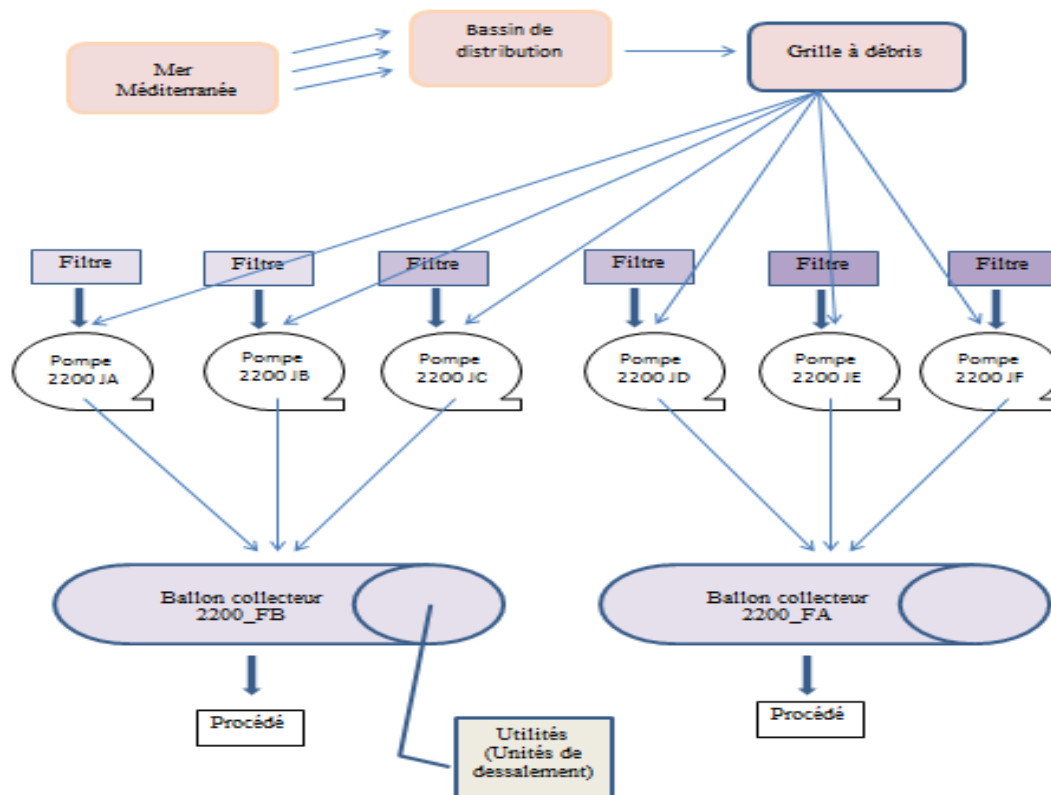 Mer
Méditerranée
Bassin de
distribution
Grille à débris
Filtre
Filtre
Filtre
Filtre
Filtre
Filtre
Pompe
2200 JA
Pompe
2200 JB
Pompe
2200 JC
Pompe
2200 JD
Pompe
2200 JE
Pompe
2200 JF
Ballon collecteur
2200_FB
Ballon collecteur
2200_FA
Procédé
Procédé
Utilités
(Unités de
dessalement)